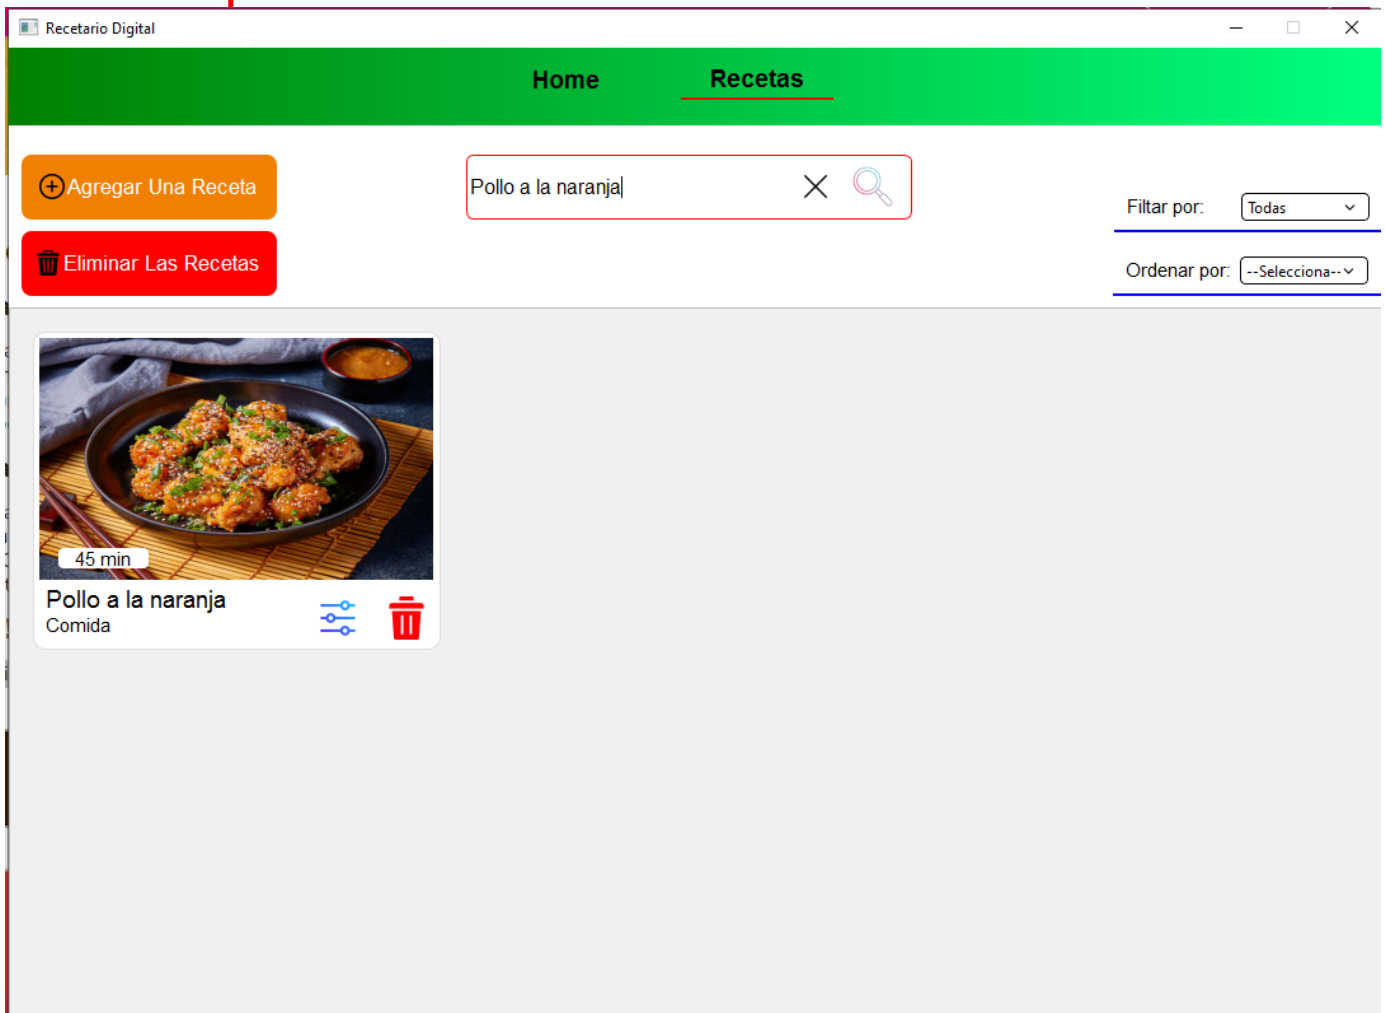 Recetario Digital
Home
Recetas
Agregar Una Receta
Pollo a la naranja
Filtar por:
Todas
Eliminar Las Recetas
Ordenar por:
--Selecciona--
45 min
Pollo a la naranja
Comida